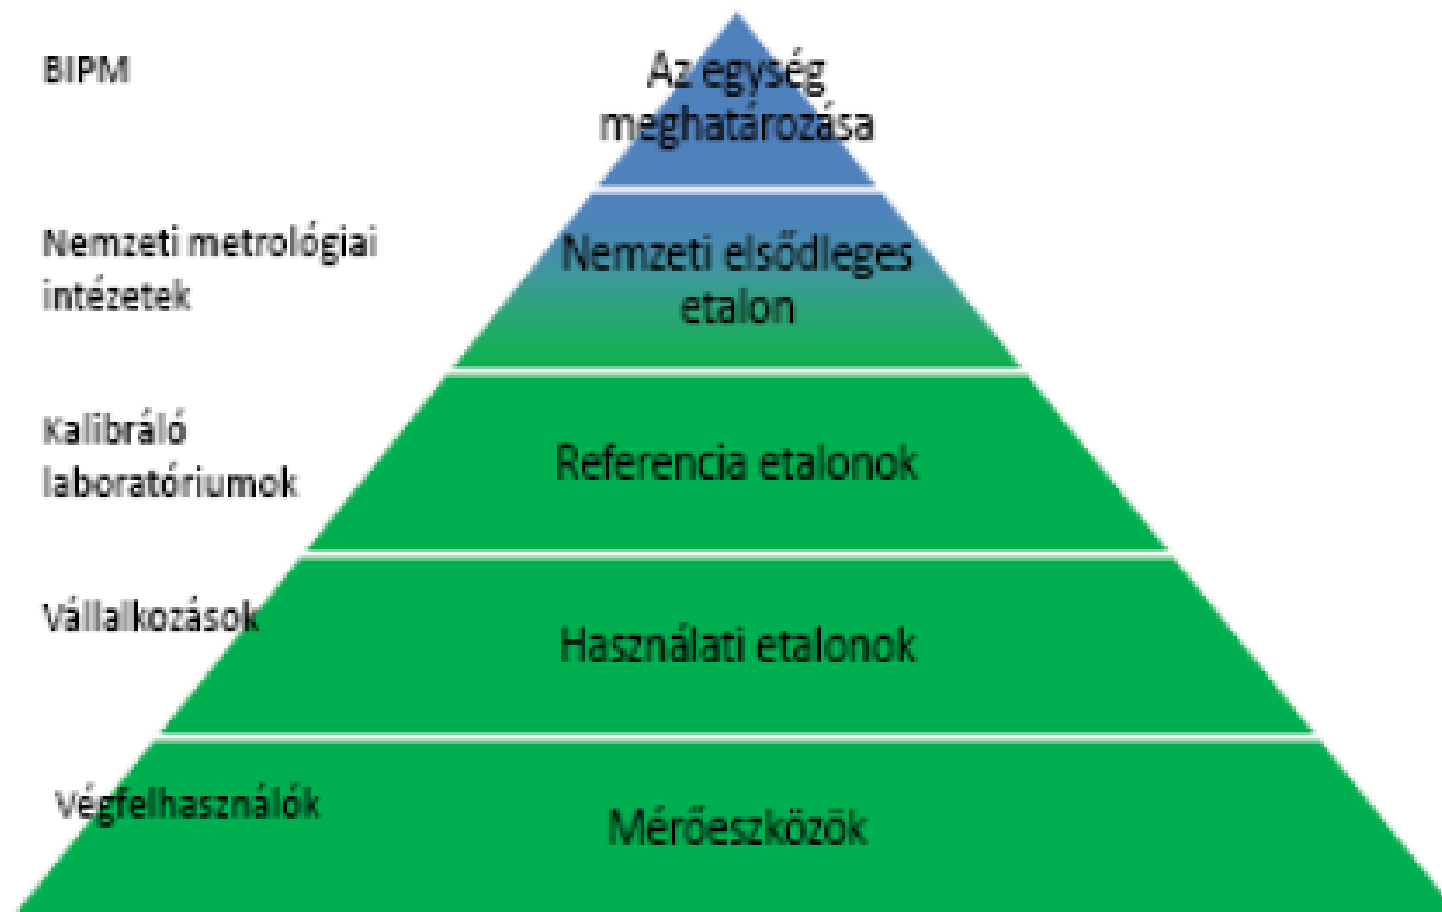 BIPM
Az egység
meghatározása
Nemzeti metrológiai
intézetek
Nemzeti elsődleges
etalon
Kalibráló
laboratóriumok
Referencia etalonok
Vállalkozások
Használati etalonok
Végfelhasználók
Mérőeszközök